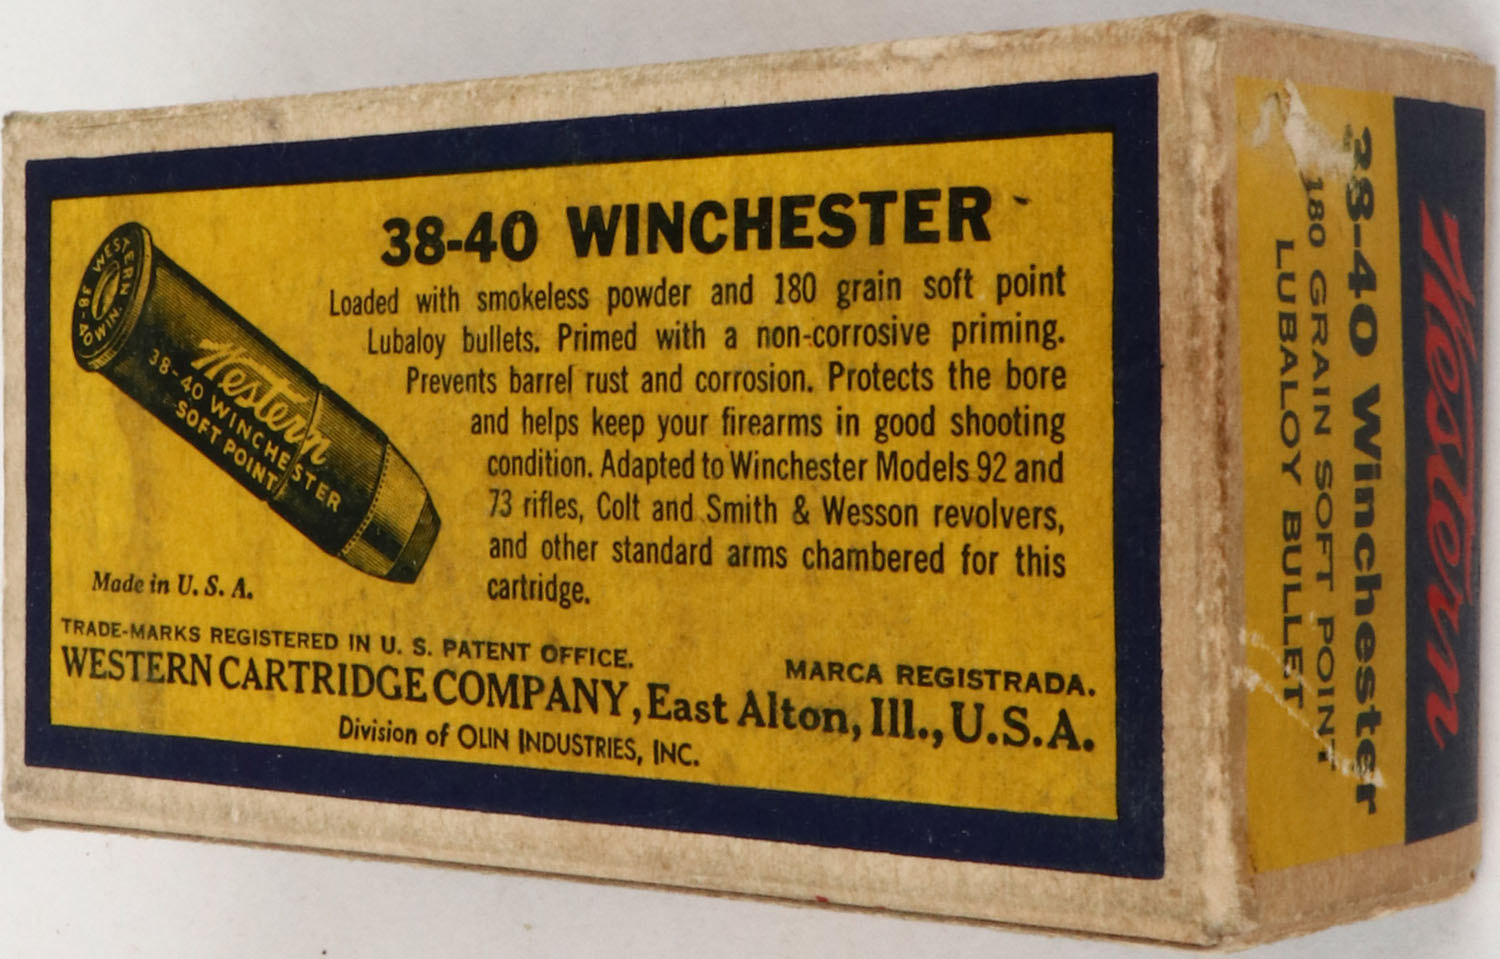 38-40 WINCHESTER
Loaded with smokeless powder and 180 grain soft point
Lubaloy bullets. Primed with a non-corrosive priming.
Prevents barrel rust and corrosion. Protects the bore
and helps keep your firearms in good shooting
condition. Adapted to Winchester Models 92 and
73 rifles, Colt and Smith & Wesson revolvers,
and other standard arms chambered for this
cartridge.
WESTERN
38-40 WIN.
Western
38-40 WINCHESTER
SOFT POINT
Made in U. S. A.
TRADE-MARKS REGISTERED IN U. S. PATENT OFFICE.
MARCA REGISTRADA.
WESTERN CARTRIDGE COMPANY, East Alton, Ill., U.S.A.
Division of OLIN INDUSTRIES, INC.
Western
38-40 Winchester
180 GRAIN SOFT POINT
LUBALOY BULLET